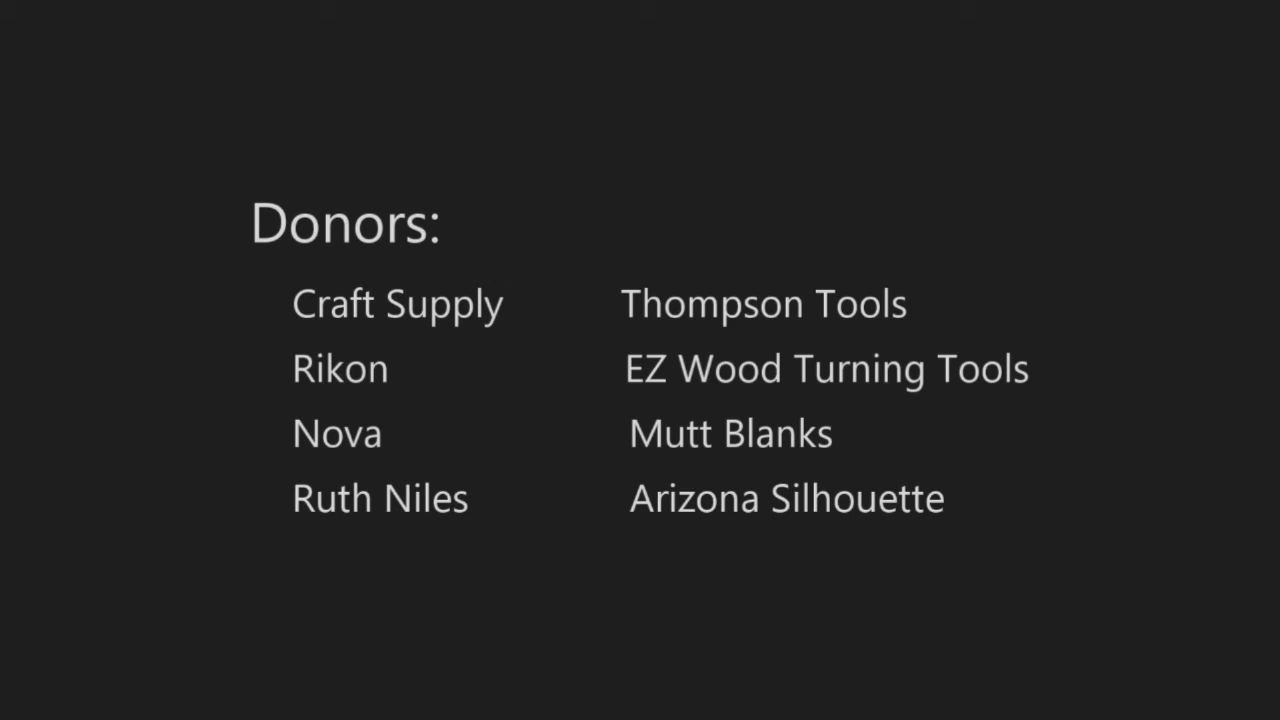 Donors:
Craft Supply Thompson Tools
Rikon EZ Wood Turning Tools
Nova Mutt Blanks
Ruth Niles Arizona Silhouette